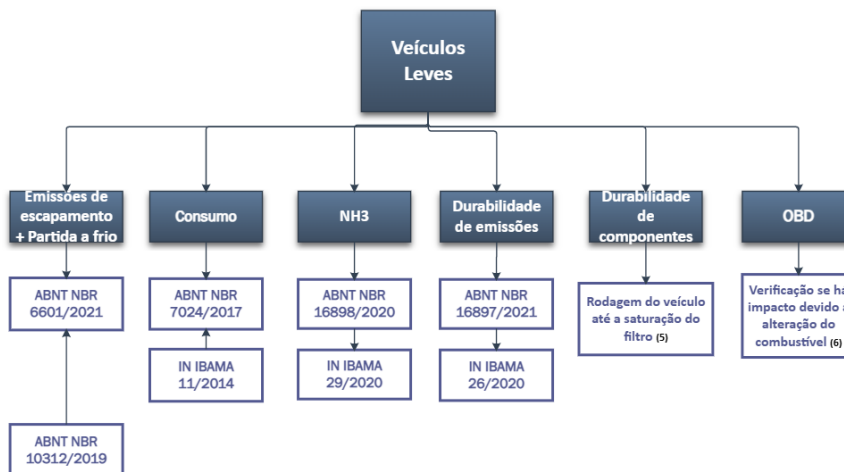 Veículos
Leves
Emissões de
escapamento
+ Partida a frio
Consumo
NH3
Durabilidade
de emissões
Durabilidade
de
componentes
OBD
ABNT NBR
6601/2021
ABNT NBR
7024/2017
ABNT NBR
16898/2020
ABNT NBR
16897/2021
Rodagem do veículo
até a saturação do
filtro (5)
Verificação se há
impacto devido a
alteração do
combustível (6)
IN IBAMA
11/2014
IN IBAMA
29/2020
IN IBAMA
26/2020
ABNT NBR
10312/2019